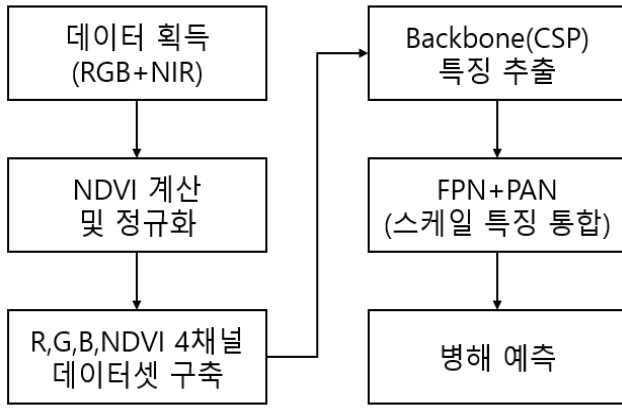 데이터 획득
(RGB+NIR)
NDVI 계산
및 정규화
R,G,B,NDVI 4채널
데이터셋 구축
Backbone(CSP)
특징 추출
FPN+PAN
(스케일 특징 통합)
병해 예측